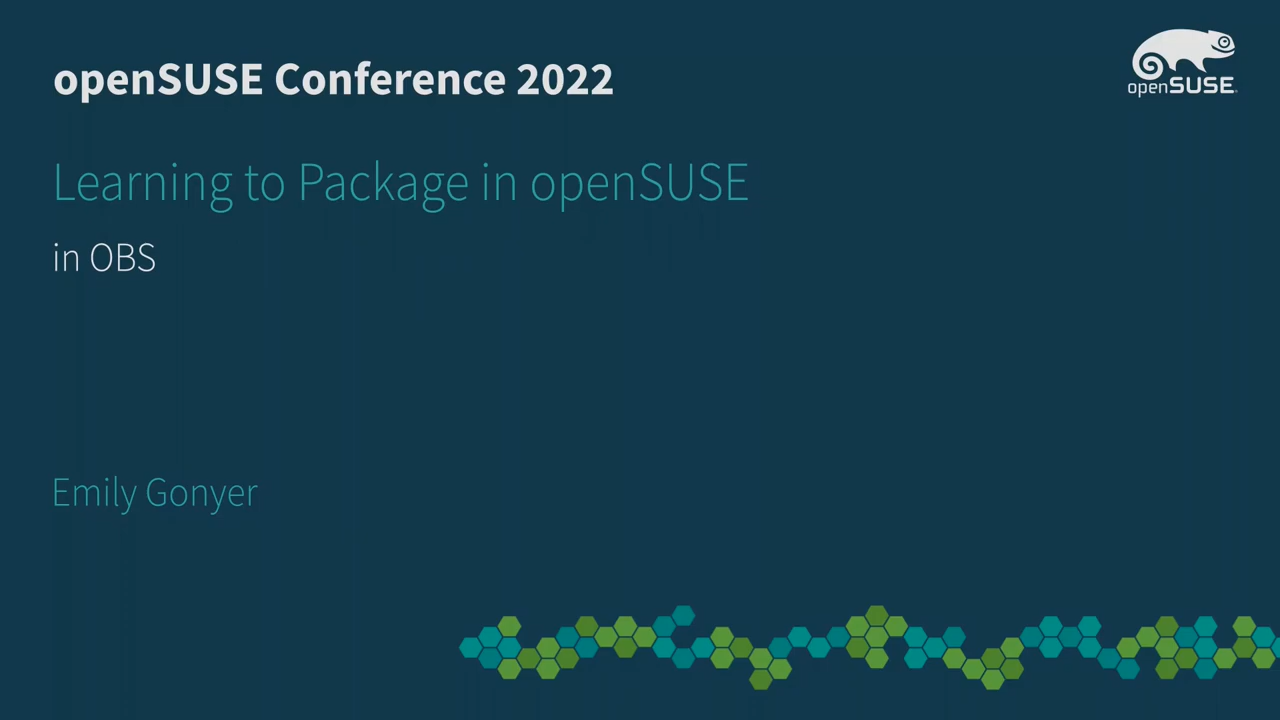 openSUSE Conference 2022
openSUSE
Learning to Package in openSUSE
in OBS
Emily Gonyer